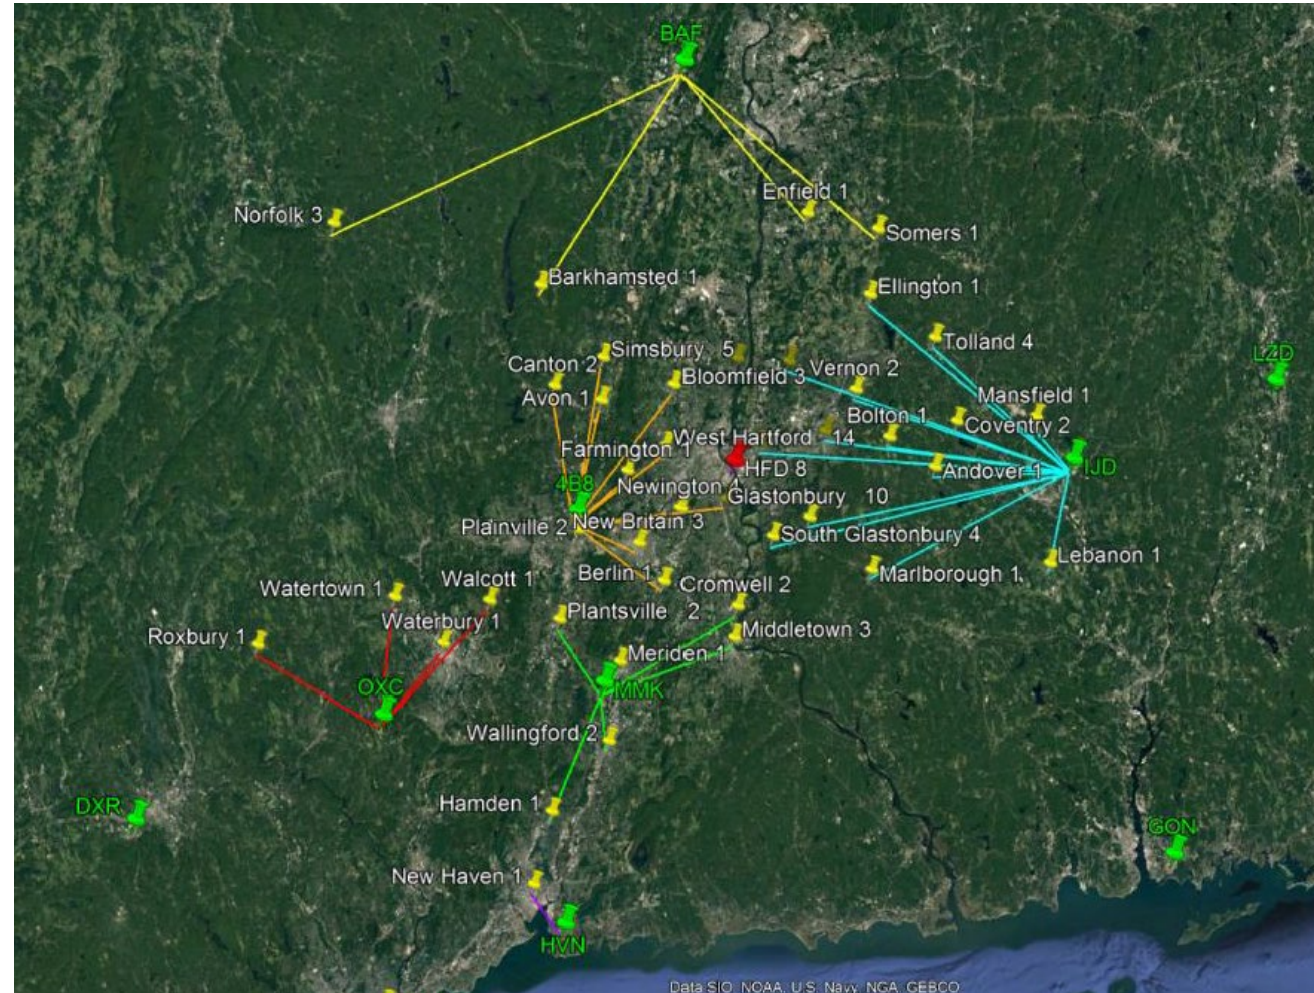 BAF
Enfield 1
Norfolk 3
Somers 1
Barkhamsted 1
Ellington 1
Tolland 4
Simsbury 5
LZD
Canton 2
Vernon 2
Bloomfield 3
Avon 1
Mansfield 1
Bolton 1
Coventry 2
West Hartford 14
Farmington 1
HFD 8
IJD
Andover 1
4B8
Newington 4
Glastonbury 10
New Britain 3
Plainville 2
South Glastonbury 4
Lebanon 1
Berlin 1
Marlborough 1
Watertown 1
Walcott 1
Cromwell 2
Plantsville 2
Waterbury 1
Middletown 3
Roxbury 1
Meriden 1
OXC
MMK
Wallingford 2
Hamden 1
DXR
GON
New Haven 1
HVN
Data SIO, NOAA, U.S. Navy, NGA, GEBCO